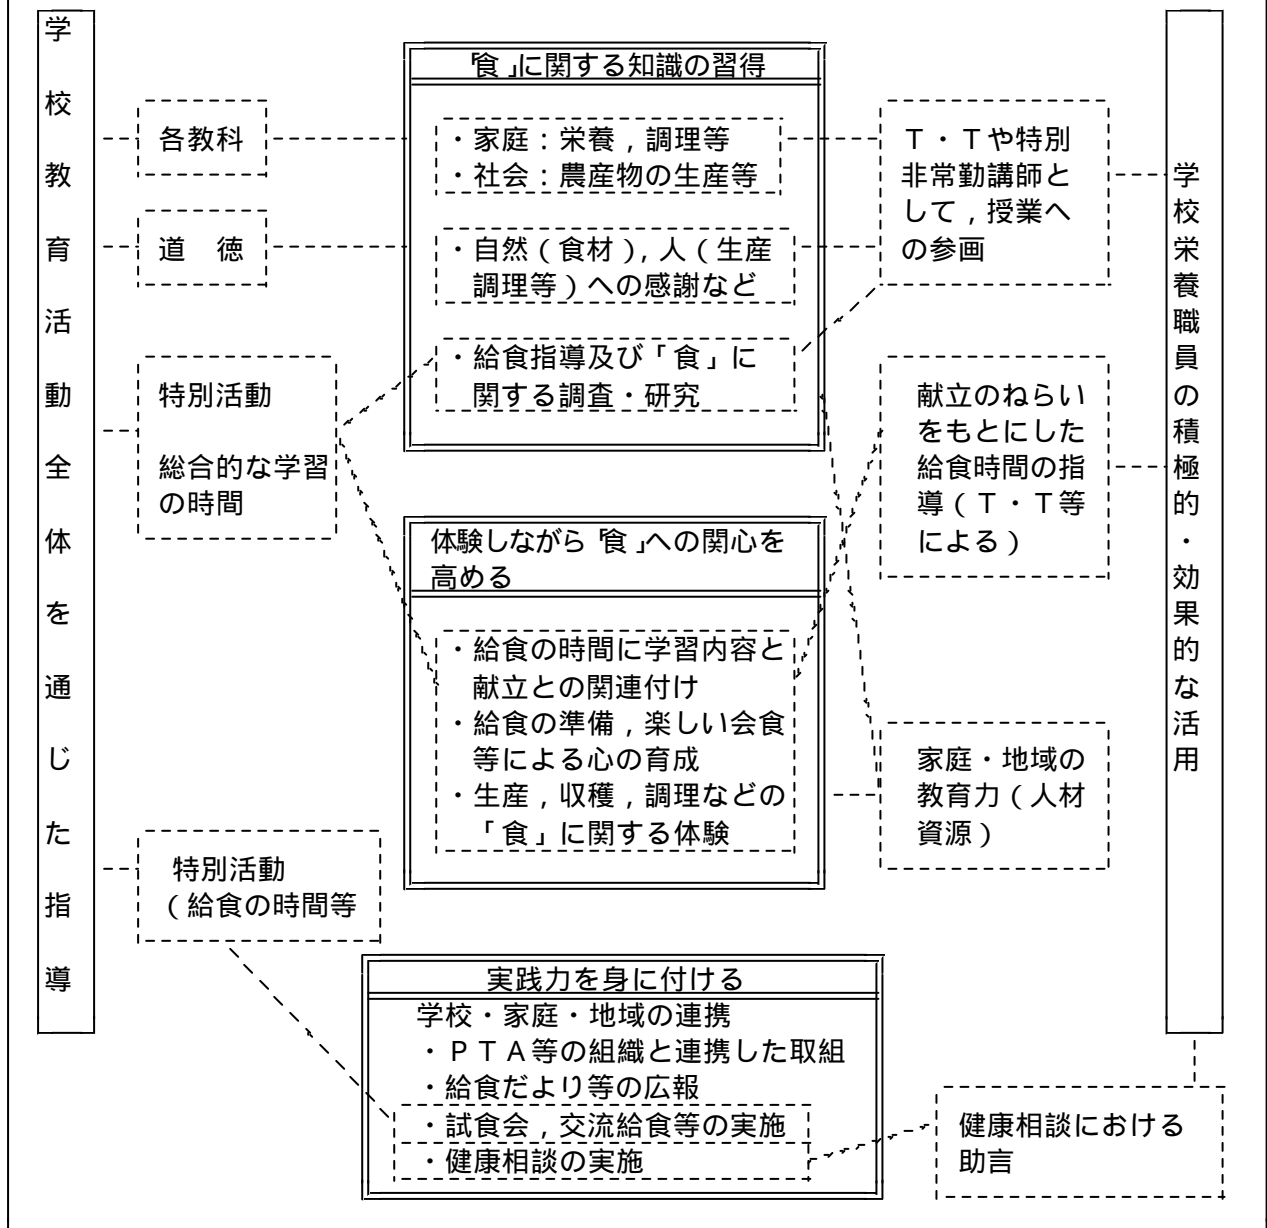 学校教育活動全体を通じた指導
各教科
道　徳
特別活動
総合的な学習
の時間
特別活動
（給食の時間等
「食」に関する知識の習得
・家庭：栄養，調理等
・社会：農産物の生産等
・自然（食材），人（生産
調理等）への感謝など
・給食指導及び「食」に
関する調査・研究
体験しながら「食」への関心を
高める
・給食の時間に学習内容と
献立との関連付け
・給食の準備，楽しい会食
等による心の育成
・生産，収穫，調理などの
「食」に関する体験
実践力を身に付ける
学校・家庭・地域の連携
・ＰＴＡ等の組織と連携した取組
・給食だより等の広報
・試食会，交流給食等の実施
・健康相談の実施
Ｔ・Ｔや特別
非常勤講師と
して，授業へ
の参画
献立のねらい
をもとにした
給食時間の指
導（Ｔ・Ｔ等
による）
家庭・地域の
教育力（人材
資源）
健康相談における
助言
学校栄養職員の積極的・効果的な活用